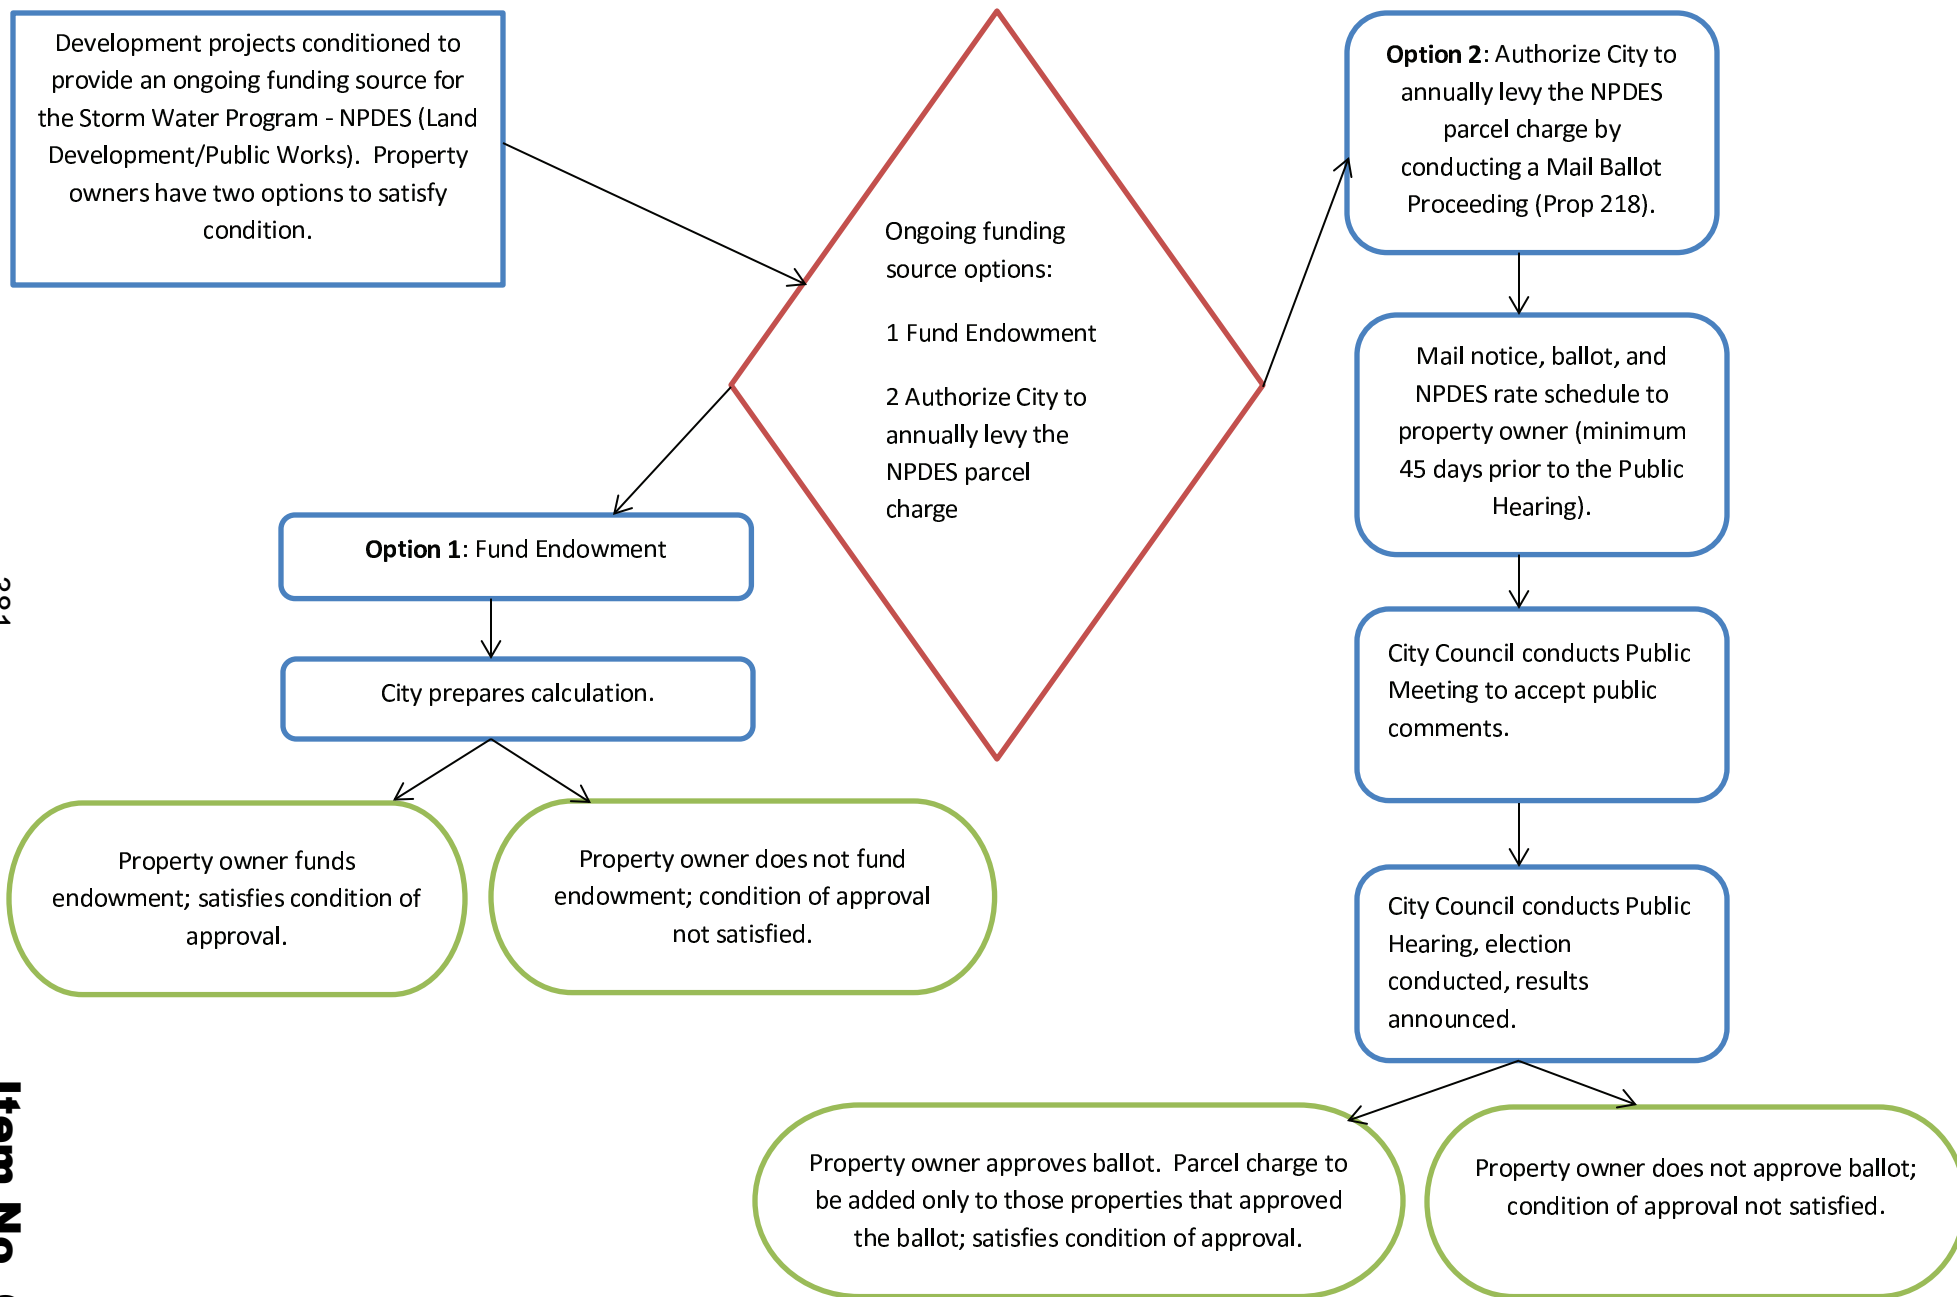 Development projects conditioned to
provide an ongoing funding source for
the Storm Water Program - NPDES (Land
Development/Public Works).  Property
owners have two options to satisfy
condition.
Ongoing funding
source options:
1 Fund Endowment
2 Authorize City to
annually levy the
NPDES parcel
charge
Option 1: Fund Endowment
City prepares calculation.
Property owner funds
endowment; satisfies condition of
approval.
Property owner does not fund
endowment; condition of approval
not satisfied.
Option 2: Authorize City to
annually levy the NPDES
parcel charge by
conducting a Mail Ballot
Proceeding (Prop 218).
Mail notice, ballot, and
NPDES rate schedule to
property owner (minimum
45 days prior to the Public
Hearing).
City Council conducts Public
Meeting to accept public
comments.
City Council conducts Public
Hearing, election
conducted, results
announced.
Property owner approves ballot.  Parcel charge to
be added only to those properties that approved
the ballot; satisfies condition of approval.
Property owner does not approve ballot;
condition of approval not satisfied.
Item No.